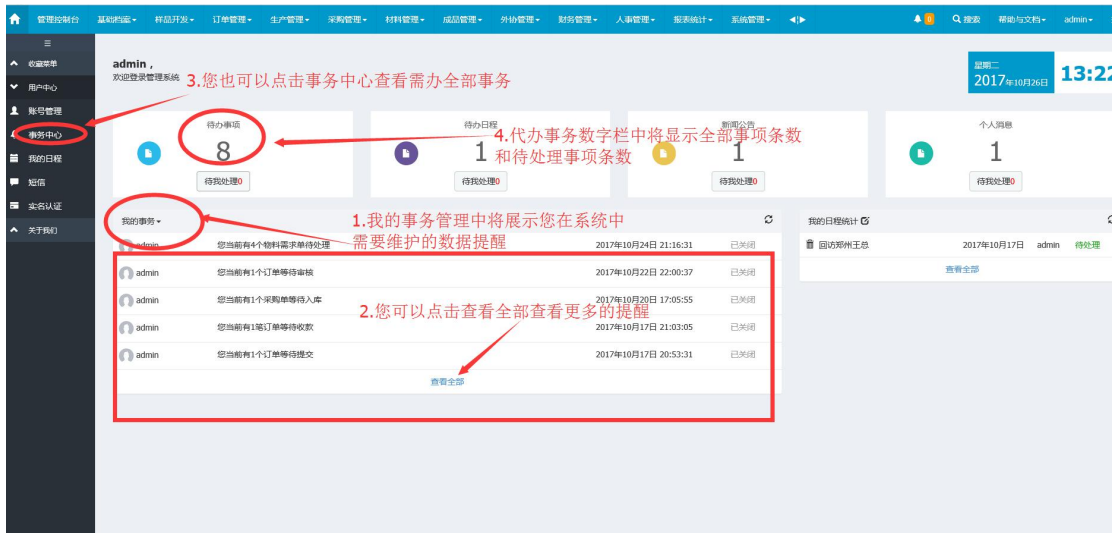 管理控制台 基础档案 样品开发 订单管理 生产管理 采购管理 材料管理 成品管理 外协管理 财务管理 人事管理 报表统计 系统管理 0 搜索 帮助与文档 admin
收藏菜单
用户中心
账号管理
事务中心
我的日程
短信
实名认证
关于我们
admin ,
欢迎登录管理系统
3.您也可以点击事务中心查看需办全部事务
星期二
2017年10月26日
13:22
待办事项
8
待我处理0
待办日程
1
待我处理0
新闻公告
1
待我处理0
个人消息
1
待我处理0
4.代办事务数字栏中将显示全部事项条数
和待处理事项条数
我的事务
1.我的事务管理中将展示您在系统中
需要维护的数据提醒
admin 您当前有4个物料需求单待处理 2017年10月24日 21:16:31 已关闭
admin 您当前有1个订单等待审核 2017年10月22日 22:00:37 已关闭
admin 您当前有1个采购单等待入库 2017年10月20日 17:05:55 已关闭
2.您可以点击查看全部查看更多的提醒
admin 您当前有1笔订单等待收款 2017年10月17日 21:03:05 已关闭
admin 您当前有1个订单等待提交 2017年10月17日 20:53:31 已关闭
查看全部
我的日程统计
回访郑州王总 2017年10月17日 admin 待处理
查看全部